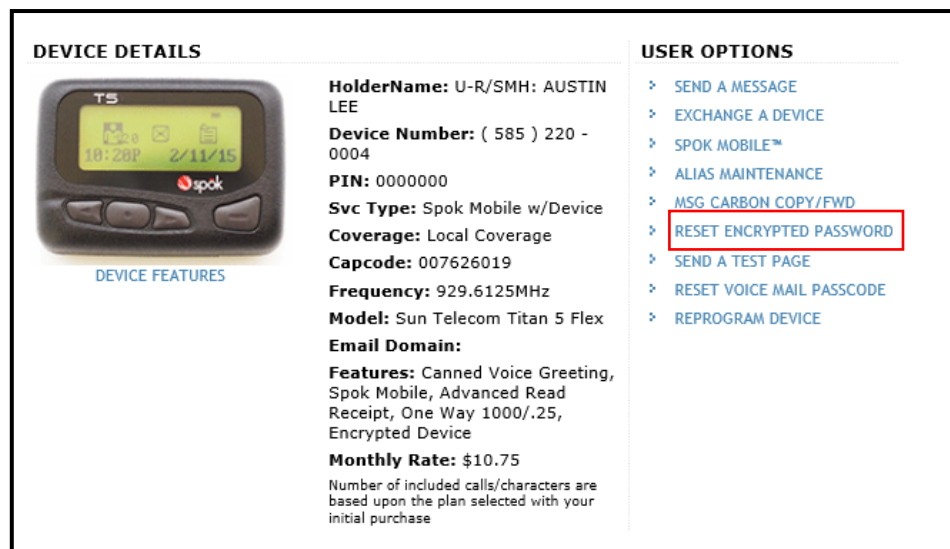 DEVICE DETAILS
T5
10:20P 2/11/15
spok
DEVICE FEATURES
HolderName: U-R/SMH: AUSTIN
LEE
Device Number: ( 585 ) 220 -
0004
PIN: 0000000
Svc Type: Spok Mobile w/Device
Coverage: Local Coverage
Capcode: 007626019
Frequency: 929.6125MHz
Model: Sun Telecom Titan 5 Flex
Email Domain:
Features: Canned Voice Greeting,
Spok Mobile, Advanced Read
Receipt, One Way 1000/.25,
Encrypted Device
Monthly Rate: $10.75
Number of included calls/characters are
based upon the plan selected with your
initial purchase
USER OPTIONS
SEND A MESSAGE
EXCHANGE A DEVICE
SPOK MOBILE™
ALIAS MAINTENANCE
MSG CARBON COPY/FWD
RESET ENCRYPTED PASSWORD
SEND A TEST PAGE
RESET VOICE MAIL PASSCODE
REPROGRAM DEVICE